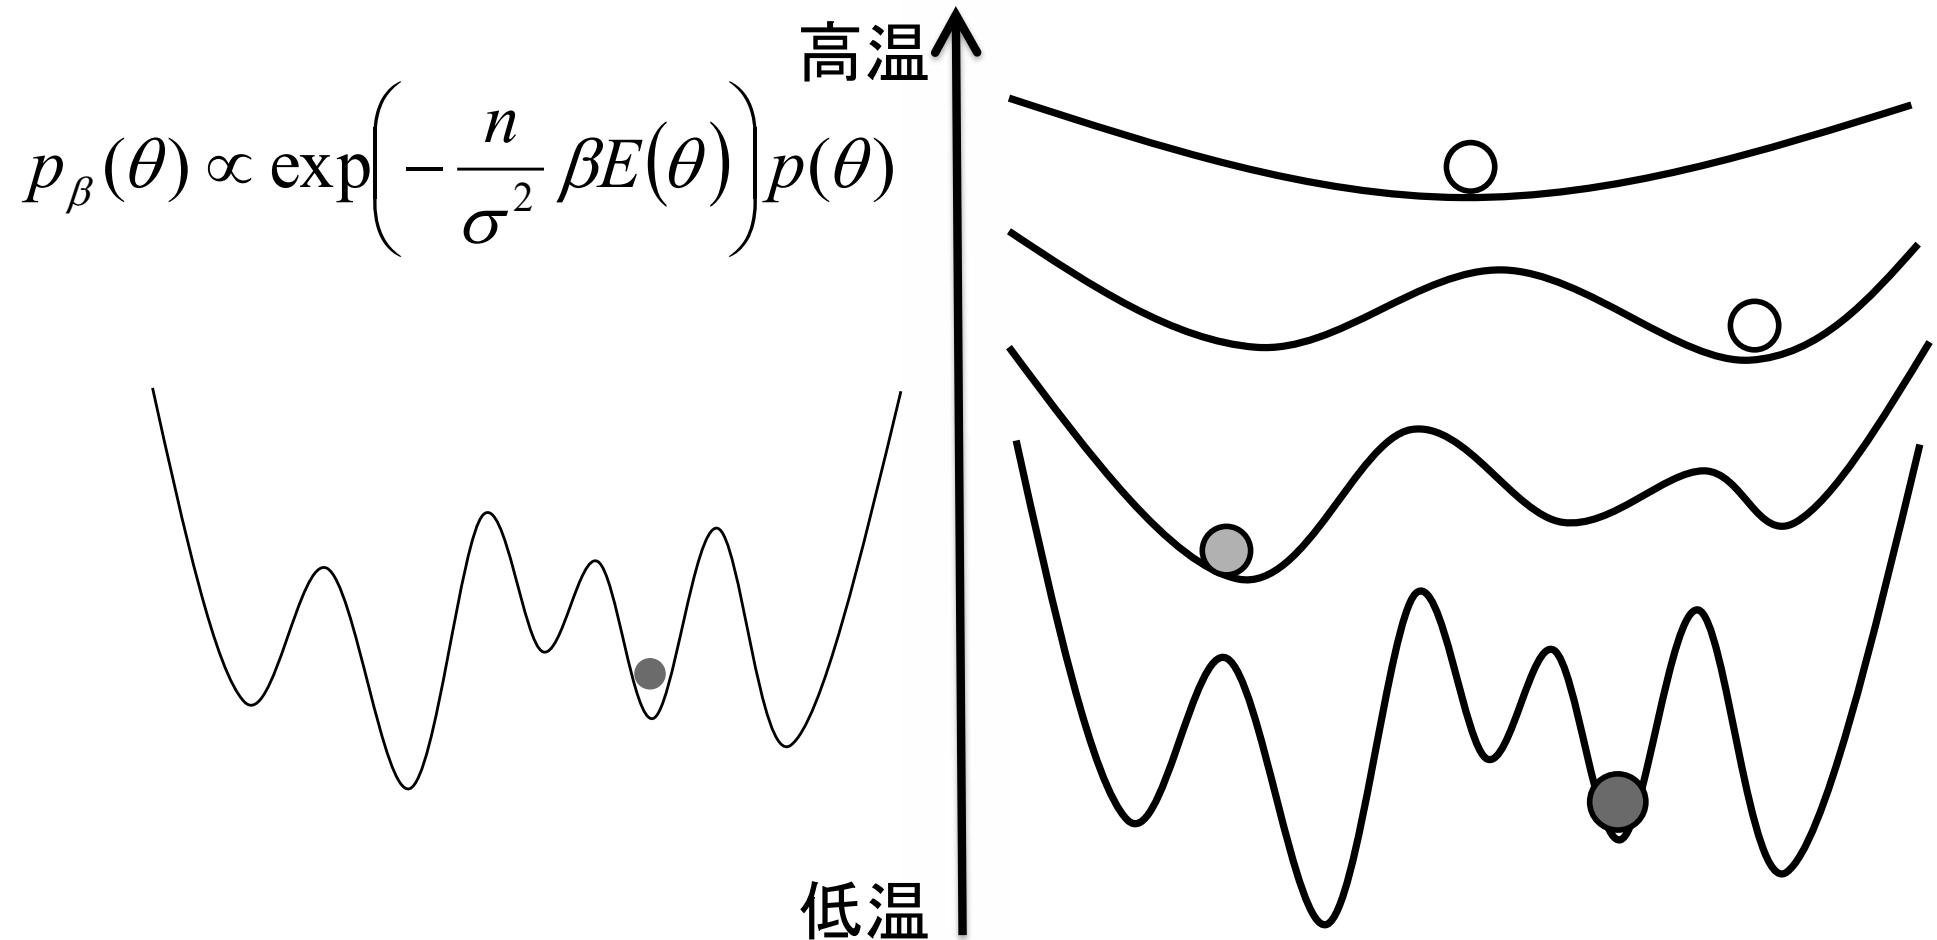 高温
p_β(θ) ∝ exp(−n/σ² βE(θ))p(θ)
低温